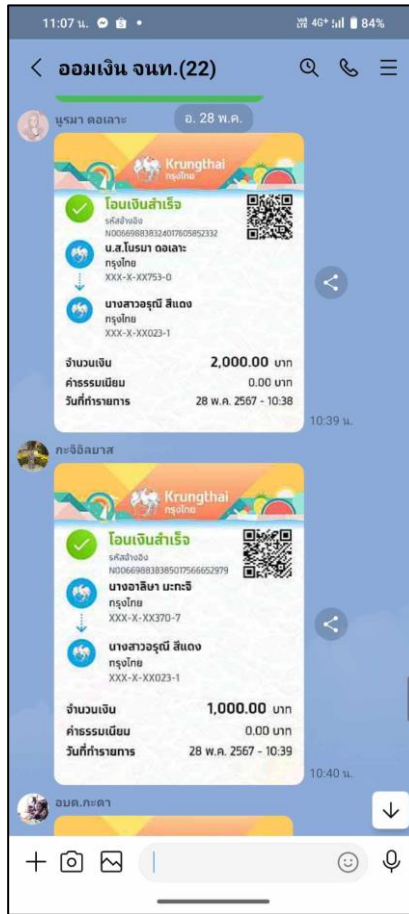 11:07 น.
4G+ 84%
ออมเงิน จนท.(22)
นูรมา ดอเลาะ
อ. 28 พ.ค.
Krungthai
กรุงไทย
โอนเงินสำเร็จ
รหัสอ้างอิง
น.ส.โนรมา ดอเลาะ
กรุงไทย
XXX-X-XX753-0
นางสาวอรุณี สีแดง
กรุงไทย
XXX-X-XX023-1
จำนวนเงิน 2,000.00 บาท
ค่าธรรมเนียม 0.00 บาท
วันที่ทำรายการ 28 พ.ค. 2567 - 10:38
10:39 น.
กะจิอิลมาส
Krungthai
กรุงไทย
โอนเงินสำเร็จ
รหัสอ้างอิง
นางอาลิษา มะกะจิ
กรุงไทย
XXX-X-XX370-7
นางสาวอรุณี สีแดง
กรุงไทย
XXX-X-XX023-1
จำนวนเงิน 1,000.00 บาท
ค่าธรรมเนียม 0.00 บาท
วันที่ทำรายการ 28 พ.ค. 2567 - 10:39
10:40 น.
อบต.กะดา